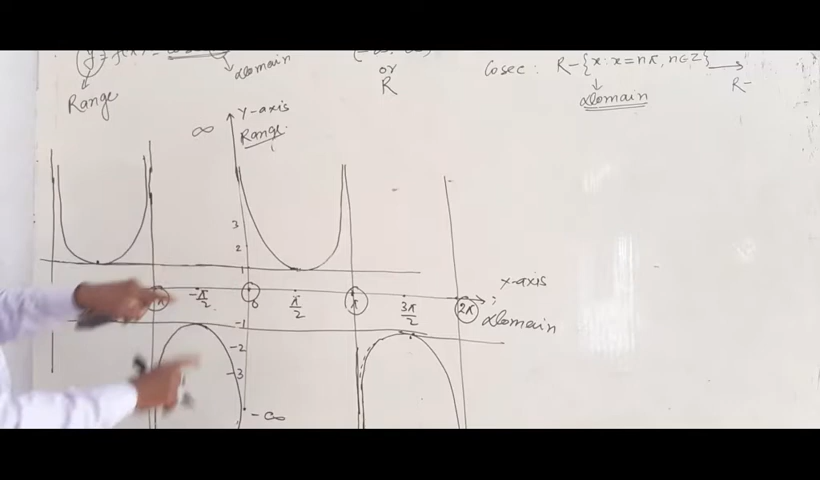 y = f(x) = cosec
Domain
Range
(-∞, ∞)
or
R
Cosec : R-{x : x = nπ, n∈Z} →
Domain
R-
∞
Y-axis
Range
3
2
1
x-axis
-π/2
0
π/2
π
3π/2
2π
Domain
-1
-2
-3
-∞